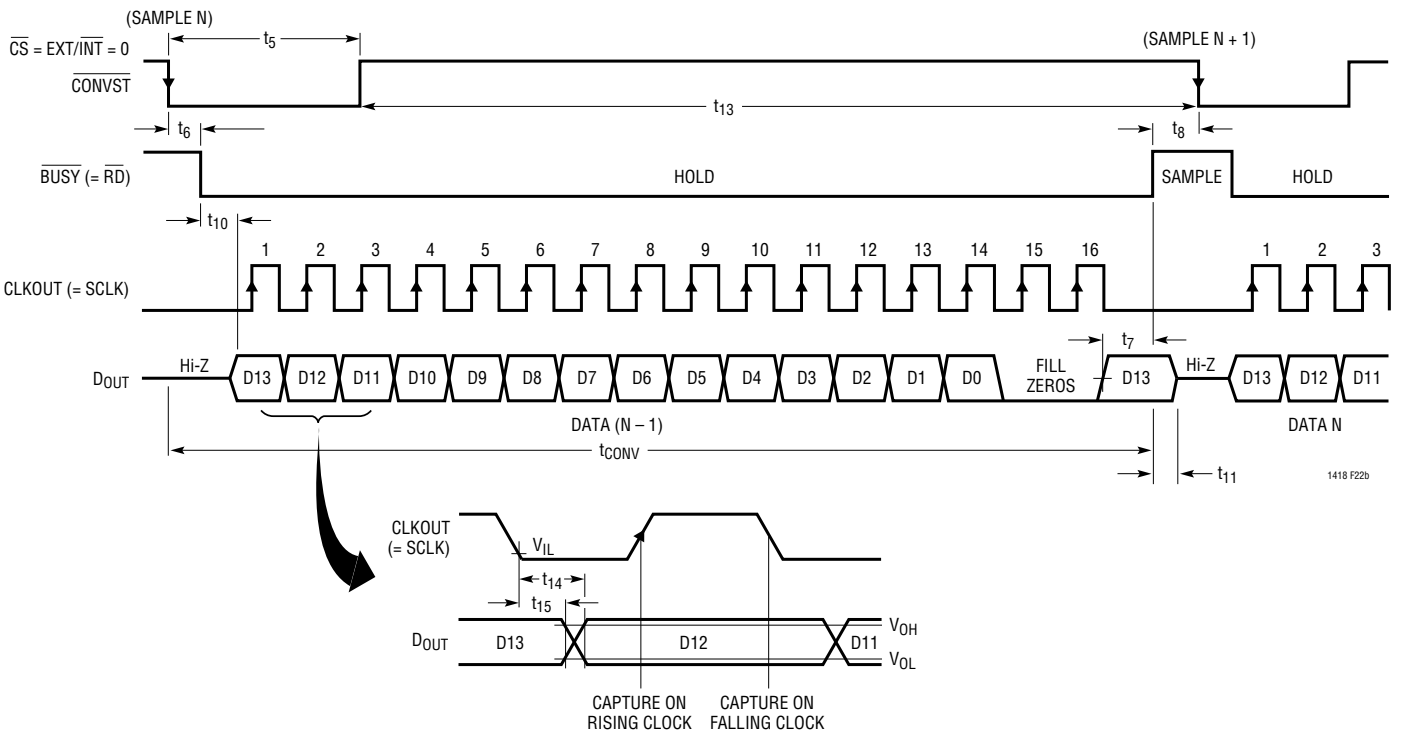 (SAMPLE N)
t5
CS = EXT/INT = 0
(SAMPLE N + 1)
CONVST
t13
t6
t8
BUSY (= RD)
HOLD
SAMPLE
HOLD
t10
1 2 3 4 5 6 7 8 9 10 11 12 13 14 15 16 1 2 3
CLKOUT (= SCLK)
t7
DOUT
Hi-Z
D13 D12 D11 D10 D9 D8 D7 D6 D5 D4 D3 D2 D1 D0
FILL
ZEROS
D13
Hi-Z
D13 D12 D11
DATA (N – 1)
DATA N
tCONV
t11
1418 F22b
CLKOUT
(= SCLK)
VIL
t14
t15
DOUT
D13
D12
D11
VOH
VOL
CAPTURE ON
RISING CLOCK
CAPTURE ON
FALLING CLOCK